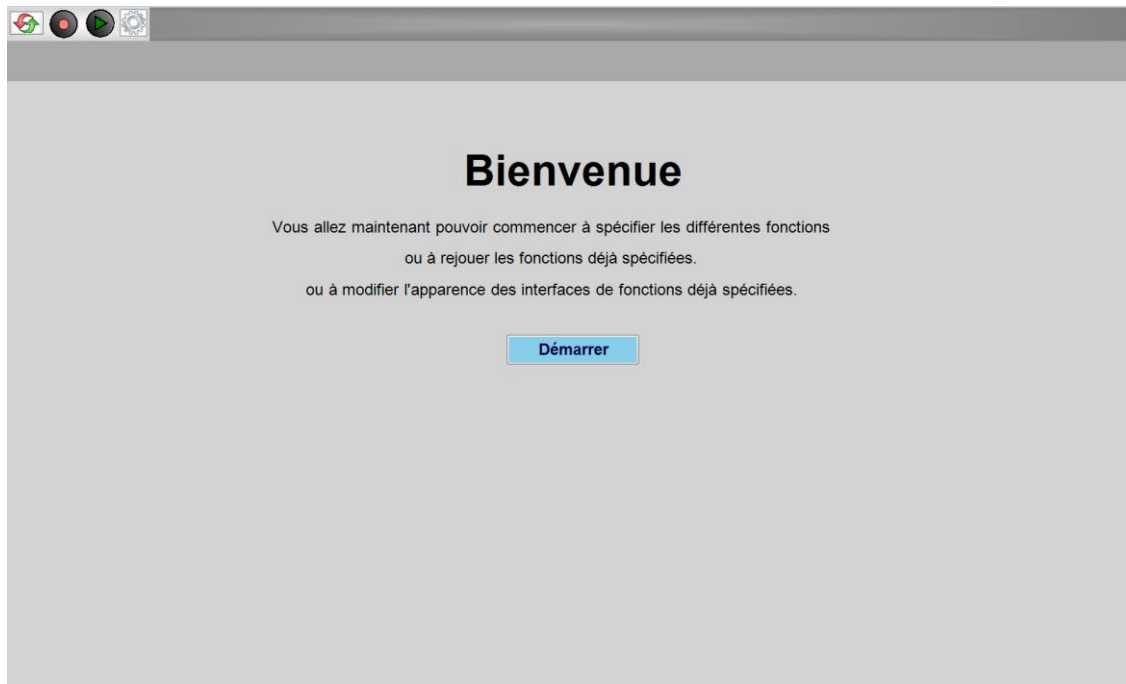 Bienvenue
Vous allez maintenant pouvoir commencer à spécifier les différentes fonctions
ou à rejouer les fonctions déjà spécifiées.
ou à modifier l'apparence des interfaces de fonctions déjà spécifiées.
Démarrer